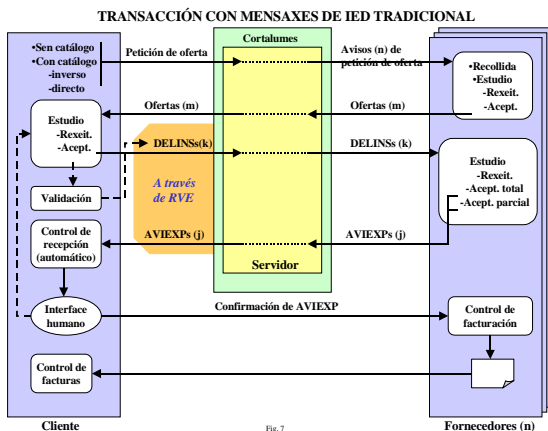 TRANSACCIÓN CON MENSAXES DE IED TRADICIONAL
•Sen catálogo
•Con catálogo
-inverso
-directo
Petición de oferta
Cortalumes
Avisos (n) de
petición de oferta
•Recollida
•Estudio
-Rexeit.
-Acept.
Ofertas (m)
Ofertas (m)
Estudio
-Rexeit.
-Acept.
DELINSs(k)
DELINSs (k)
Estudio
-Rexeit.
-Acept. total
-Acept. parcial
A través
de RVE
Validación
Control de
recepción
(automático)
AVIEXPs (j)
AVIEXPs (j)
Servidor
Interface
humano
Confirmación de AVIEXP
Control de
facturación
Control de
facturas
Cliente
Fig. 7
Fornecedores (n)